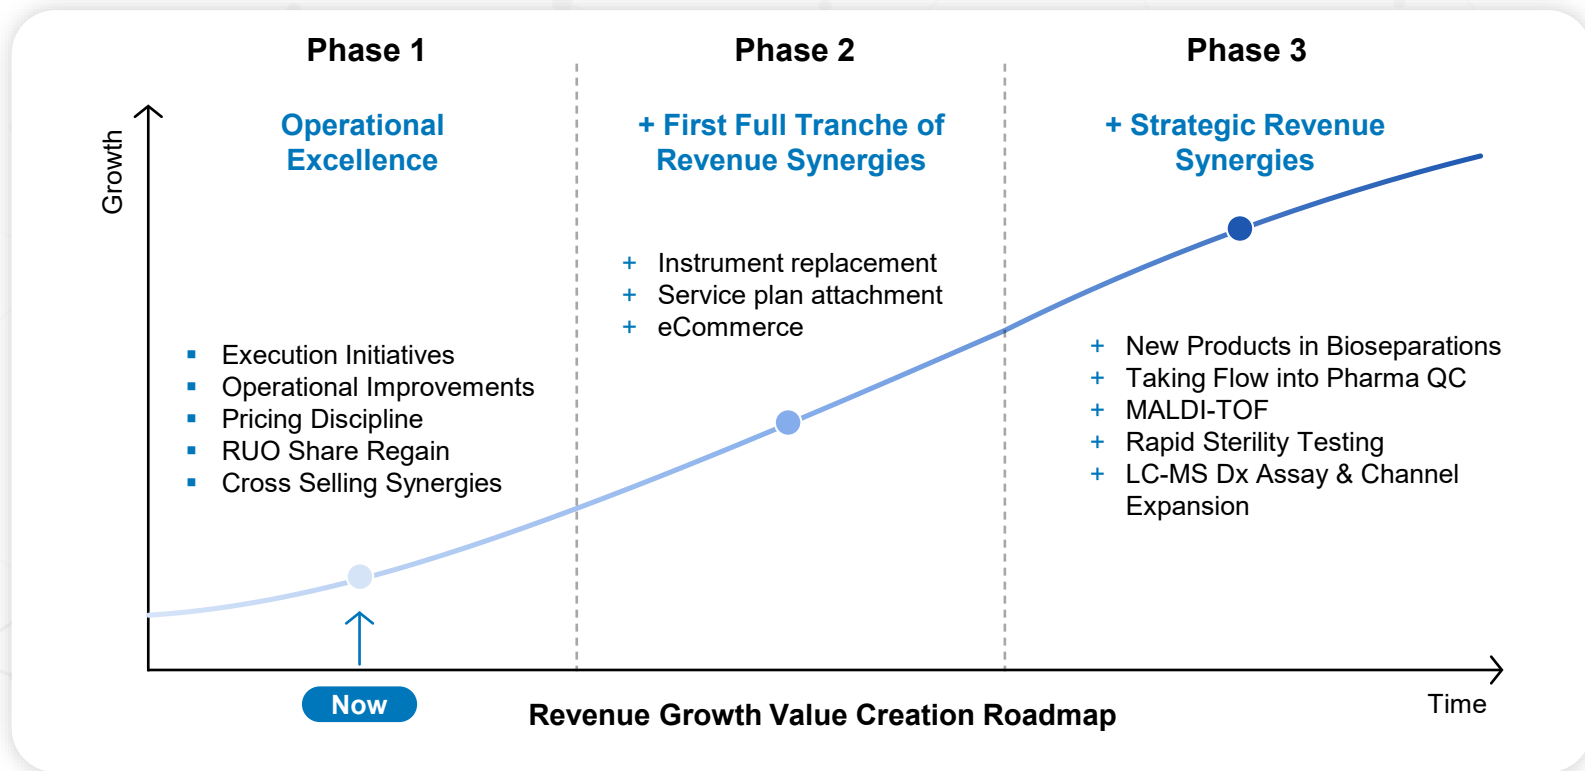 Phase 1
Phase 2
Phase 3
Growth
Operational
Excellence
+ First Full Tranche of
Revenue Synergies
+ Strategic Revenue
Synergies
▪ Execution Initiatives
▪ Operational Improvements
▪ Pricing Discipline
▪ RUO Share Regain
▪ Cross Selling Synergies
+ Instrument replacement
+ Service plan attachment
+ eCommerce
+ New Products in Bioseparations
+ Taking Flow into Pharma QC
+ MALDI-TOF
+ Rapid Sterility Testing
+ LC-MS Dx Assay & Channel
Expansion
Now
Time
Revenue Growth Value Creation Roadmap